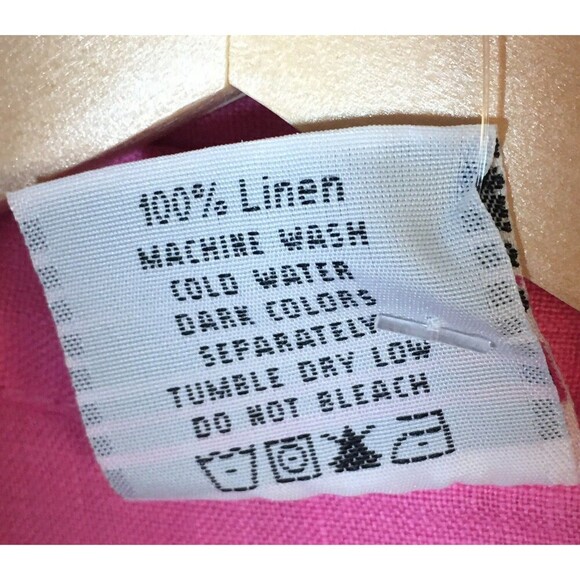 100% Linen
MACHINE WASH
COLD WATER
DARK COLORS
SEPARATELY
TUMBLE DRY LOW
DO NOT BLEACH